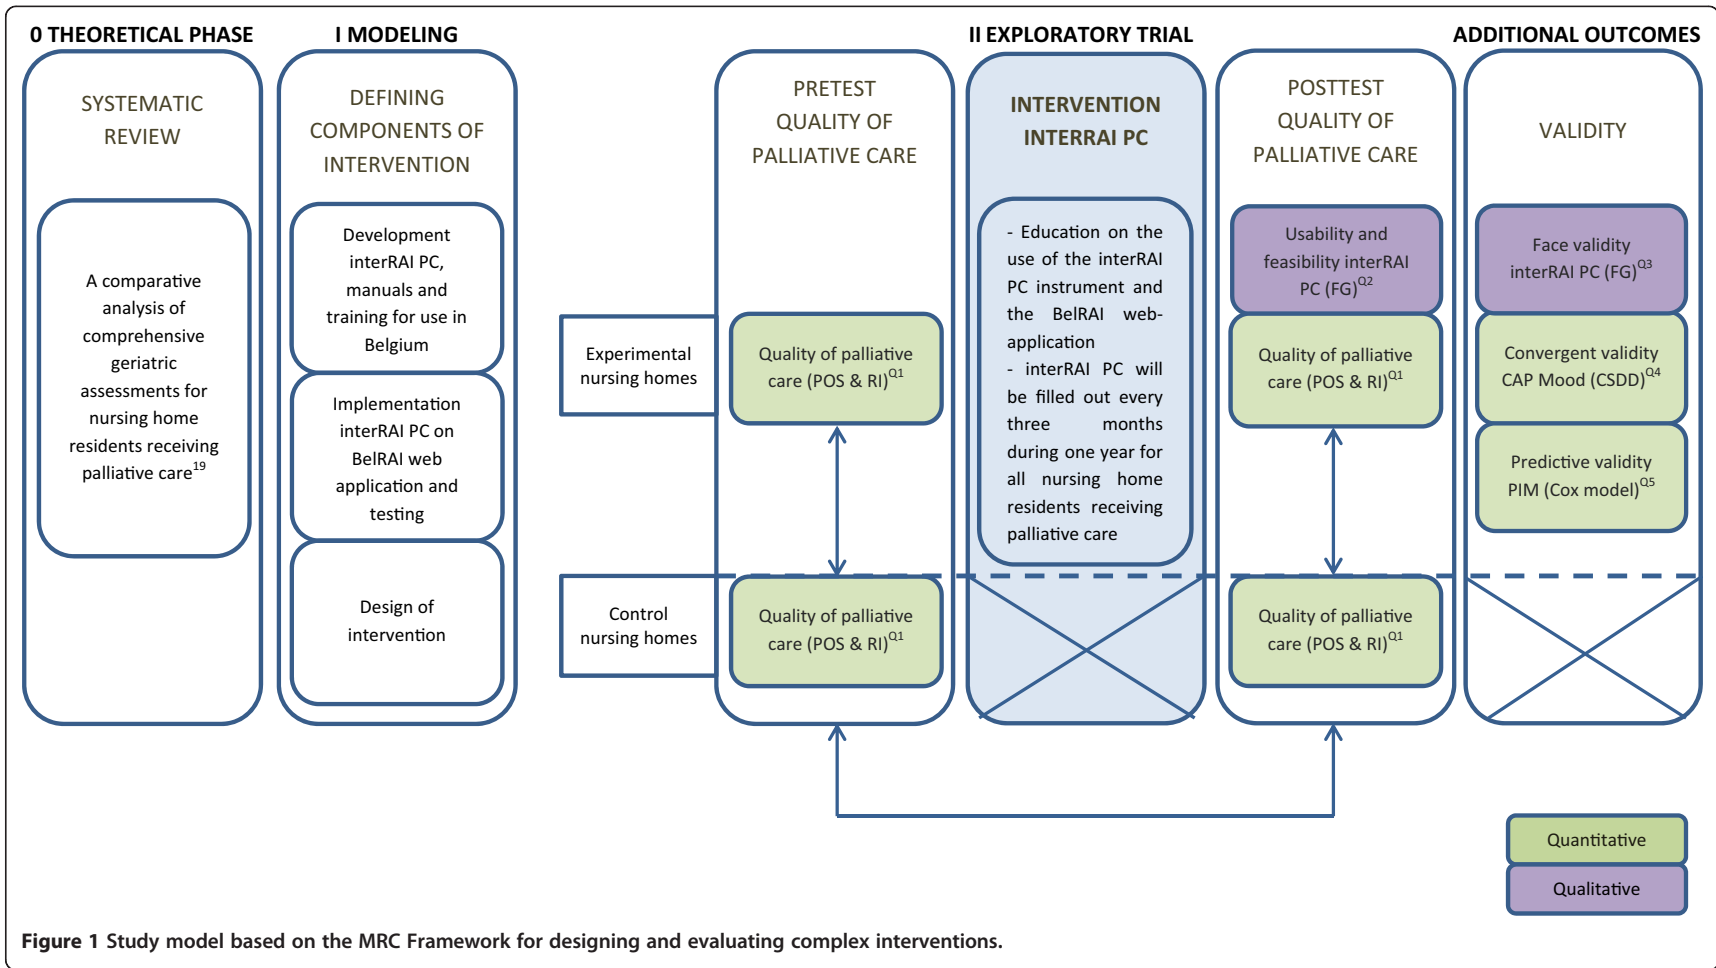 0 THEORETICAL PHASE
I MODELING
II EXPLORATORY TRIAL
ADDITIONAL OUTCOMES
SYSTEMATIC
REVIEW
A comparative
analysis of
comprehensive
geriatric
assessments for
nursing home
residents receiving
palliative care19
DEFINING
COMPONENTS OF
INTERVENTION
Development
interRAI PC,
manuals and
training for use in
Belgium
Implementation
interRAI PC on
BelRAI web
application and
testing
Design of
intervention
Experimental
nursing homes
Control
nursing homes
PRETEST
QUALITY OF
PALLIATIVE CARE
Quality of palliative
care (POS & RI)Q1
Quality of palliative
care (POS & RI)Q1
INTERVENTION
INTERRAI PC
- Education on the
use of the interRAI
PC instrument and
the BelRAI web-
application
- interRAI PC will
be filled out every
three months
during one year for
all nursing home
residents receiving
palliative care
POSTTEST
QUALITY OF
PALLIATIVE CARE
Usability and
feasibility interRAI
PC (FG)Q2
Quality of palliative
care (POS & RI)Q1
Quality of palliative
care (POS & RI)Q1
VALIDITY
Face validity
interRAI PC (FG)Q3
Convergent validity
CAP Mood (CSDD)Q4
Predictive validity
PIM (Cox model)Q5
Quantitative
Qualitative
Figure 1 Study model based on the MRC Framework for designing and evaluating complex interventions.